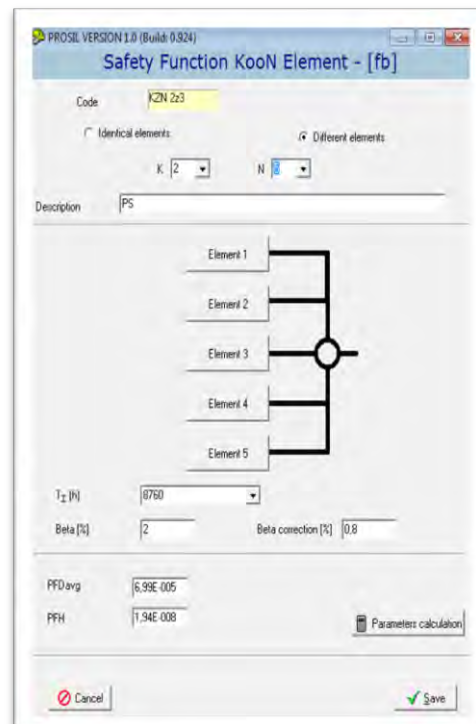 PROSIL VERSION 1.0 (Build: 0.924)
Safety Function KooN Element - [fb]
Code KZN 2z3
Identical elements Different elements
K 2 N
Description PS
Element 1
Element 2
Element 3
Element 4
Element 5
TI [h] 8760
Beta [%] 2 Beta correction [%] 0,8
PFDavg 6,99E-005
PFH 1,94E-008
Parameters calculation
Cancel Save